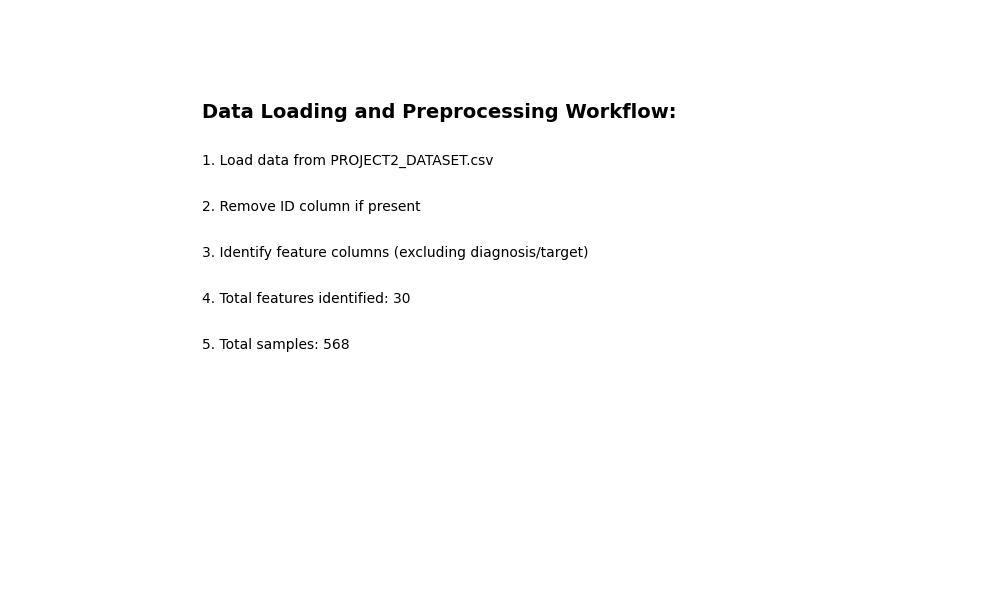 Data Loading and Preprocessing Workflow:
1. Load data from PROJECT2_DATASET.csv
2. Remove ID column if present
3. Identify feature columns (excluding diagnosis/target)
4. Total features identified: 30
5. Total samples: 568